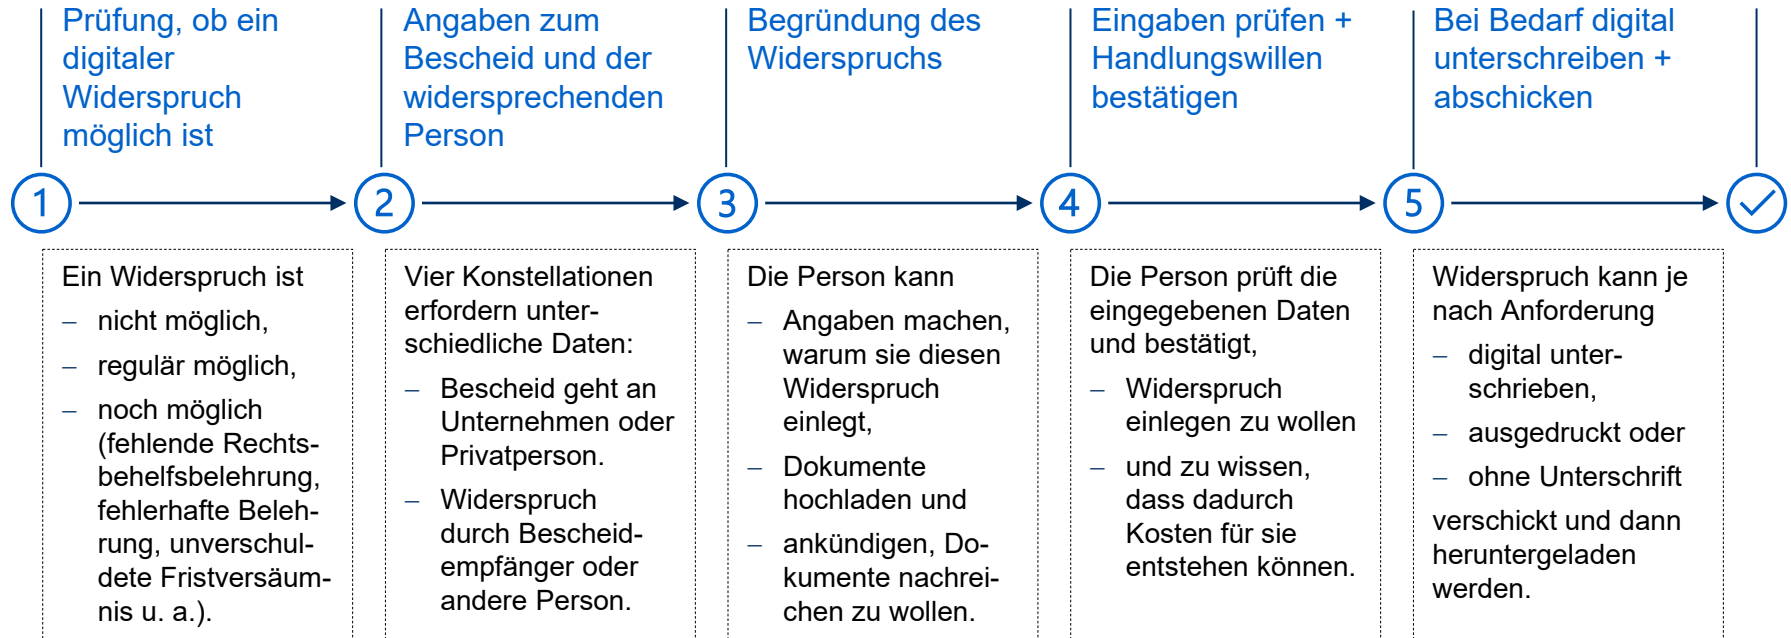 Prüfung, ob ein
digitaler
Widerspruch
möglich ist
Angaben zum
Bescheid und der
widersprechenden
Person
Begründung des
Widerspruchs
Eingaben prüfen +
Handlungswillen
bestätigen
Bei Bedarf digital
unterschreiben +
abschicken
1
2
3
4
5
Ein Widerspruch ist
– nicht möglich,
– regulär möglich,
– noch möglich
(fehlende Rechts-
behelfsbelehrung,
fehlerhafte Beleh-
rung, unverschul-
dete Fristversäum-
nis u. a.).
Vier Konstellationen
erfordern unter-
schiedliche Daten:
– Bescheid geht an
Unternehmen oder
Privatperson.
– Widerspruch
durch Bescheid-
empfänger oder
andere Person.
Die Person kann
– Angaben machen,
warum sie diesen
Widerspruch
einlegt,
– Dokumente
hochladen und
– ankündigen, Do-
kumente nachrei-
chen zu wollen.
Die Person prüft die
eingegebenen Daten
und bestätigt,
– Widerspruch
einlegen zu wollen
– und zu wissen,
dass dadurch
Kosten für sie
entstehen können.
Widerspruch kann je
nach Anforderung
– digital unter-
schrieben,
– ausgedruckt oder
– ohne Unterschrift
verschickt und dann
heruntergeladen
werden.